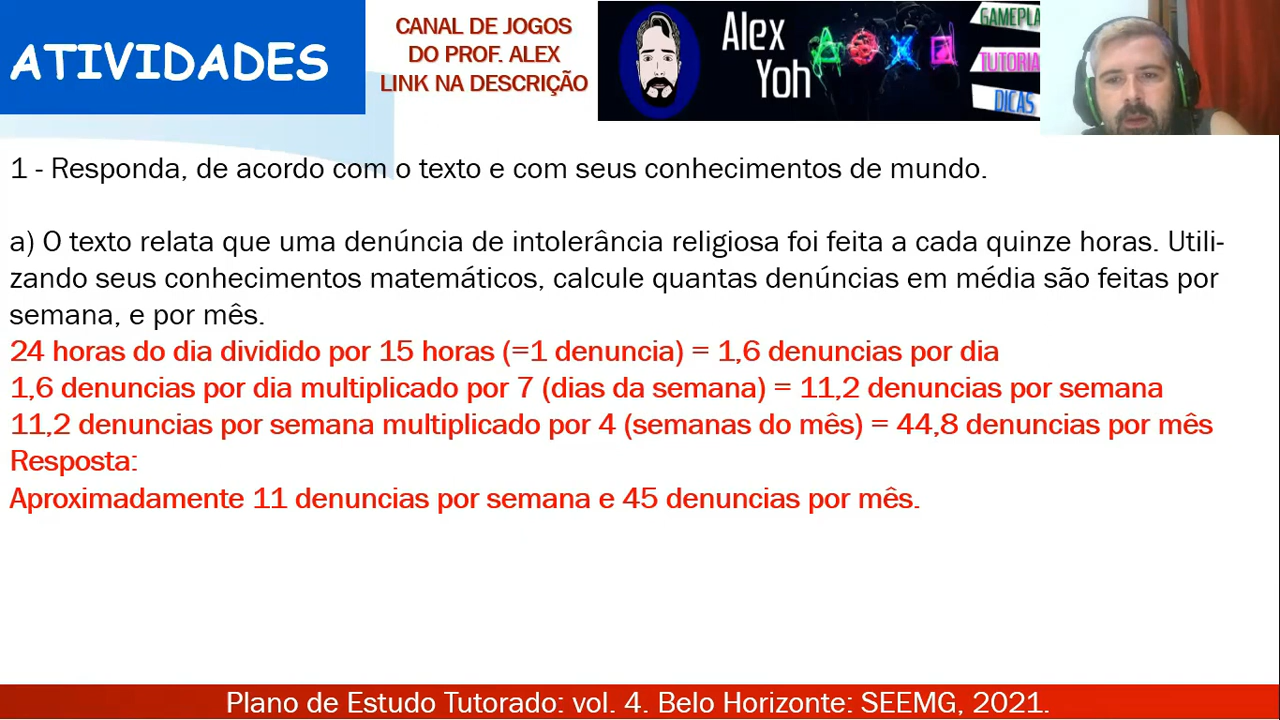 ATIVIDADES
CANAL DE JOGOS
DO PROF. ALEX
LINK NA DESCRIÇÃO
Alex
Yoh
GAMEPLA
TUTORIA
DICAS
1 - Responda, de acordo com o texto e com seus conhecimentos de mundo.
a) O texto relata que uma denúncia de intolerância religiosa foi feita a cada quinze horas. Utili-
zando seus conhecimentos matemáticos, calcule quantas denúncias em média são feitas por
semana, e por mês.
24 horas do dia dividido por 15 horas (=1 denuncia) = 1,6 denuncias por dia
1,6 denuncias por dia multiplicado por 7 (dias da semana) = 11,2 denuncias por semana
11,2 denuncias por semana multiplicado por 4 (semanas do mês) = 44,8 denuncias por mês
Resposta:
Aproximadamente 11 denuncias por semana e 45 denuncias por mês.
Plano de Estudo Tutorado: vol. 4. Belo Horizonte: SEEMG, 2021.